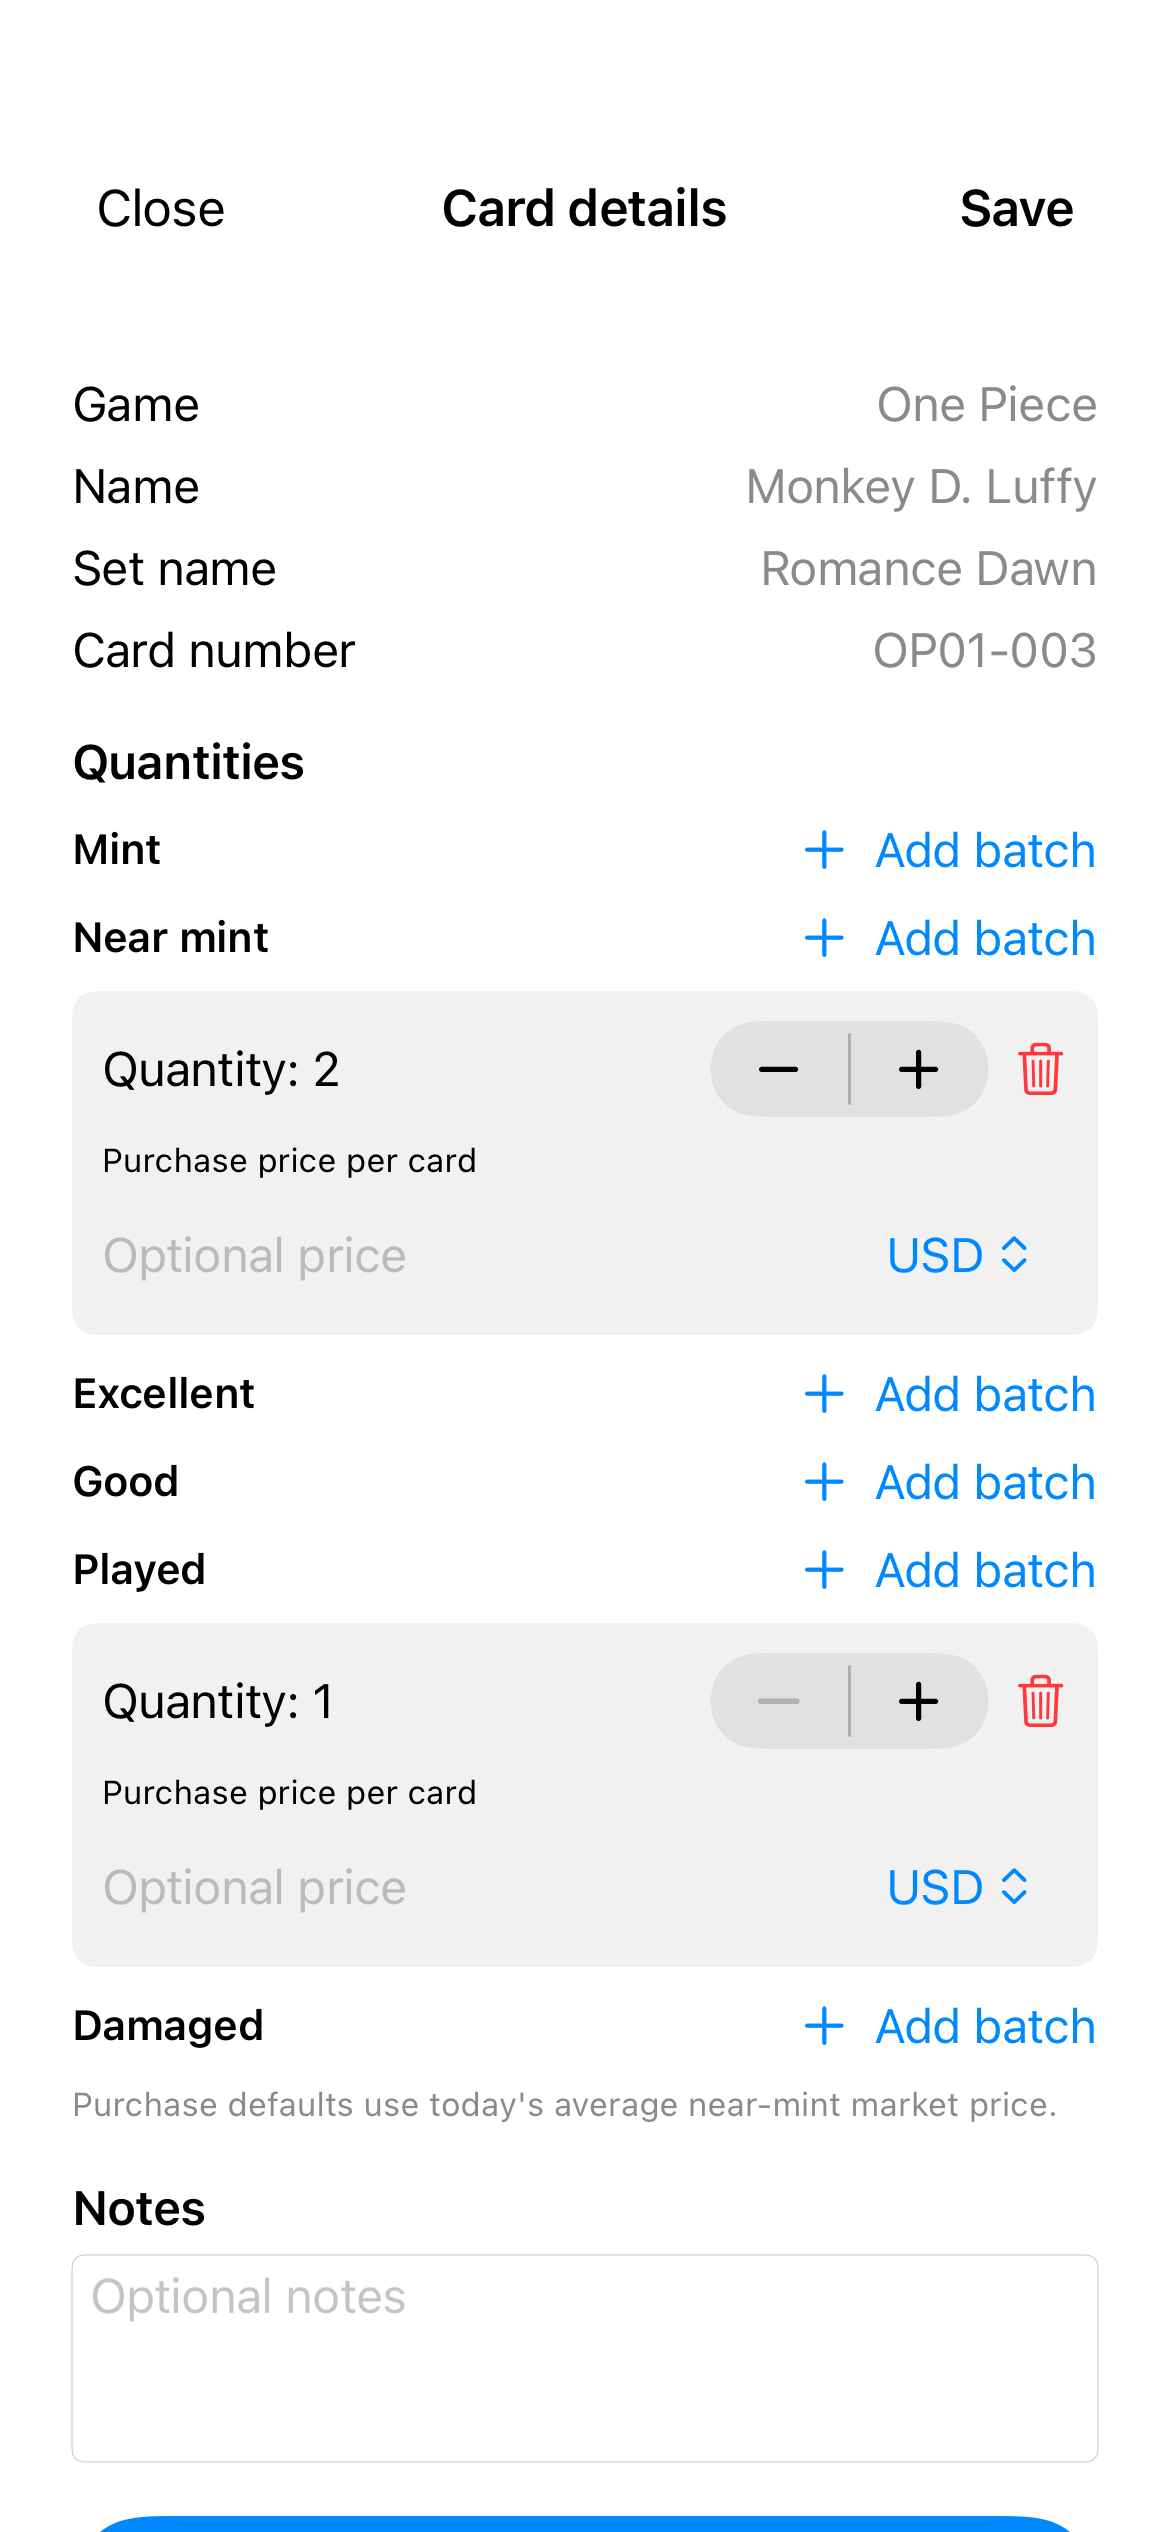 Close Card details Save
Game One Piece
Name Monkey D. Luffy
Set name Romance Dawn
Card number OP01-003
Quantities
Mint + Add batch
Near mint + Add batch
Quantity: 2
Purchase price per card
Optional price USD
Excellent + Add batch
Good + Add batch
Played + Add batch
Quantity: 1
Purchase price per card
Optional price USD
Damaged + Add batch
Purchase defaults use today's average near-mint market price.
Notes
Optional notes